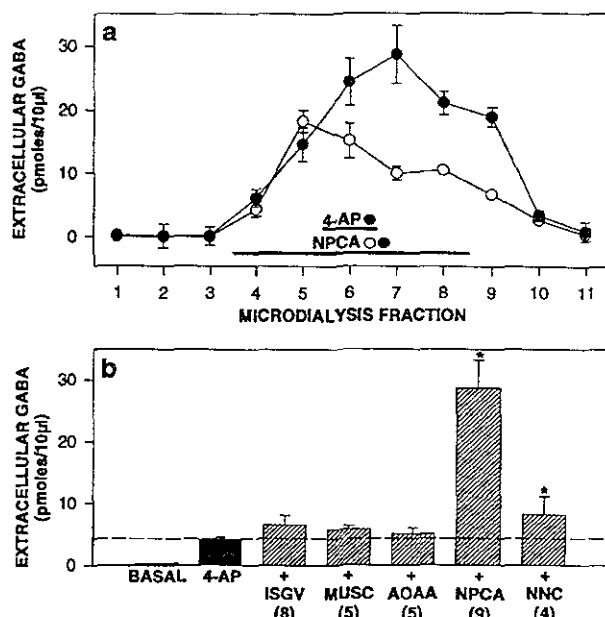 a
EXTRACELLULAR GABA
(pmoles/10µl)
30
20
10
0
4-AP ●
NPCA ○●
1 2 3 4 5 6 7 8 9 10 11
MICRODIALYSIS FRACTION
b
EXTRACELLULAR GABA
(pmoles/10µl)
30
20
10
0
* *
BASAL 4-AP + + + + +
ISGV MUSC AOAA NPCA NNC
(8) (5) (5) (9) (4)